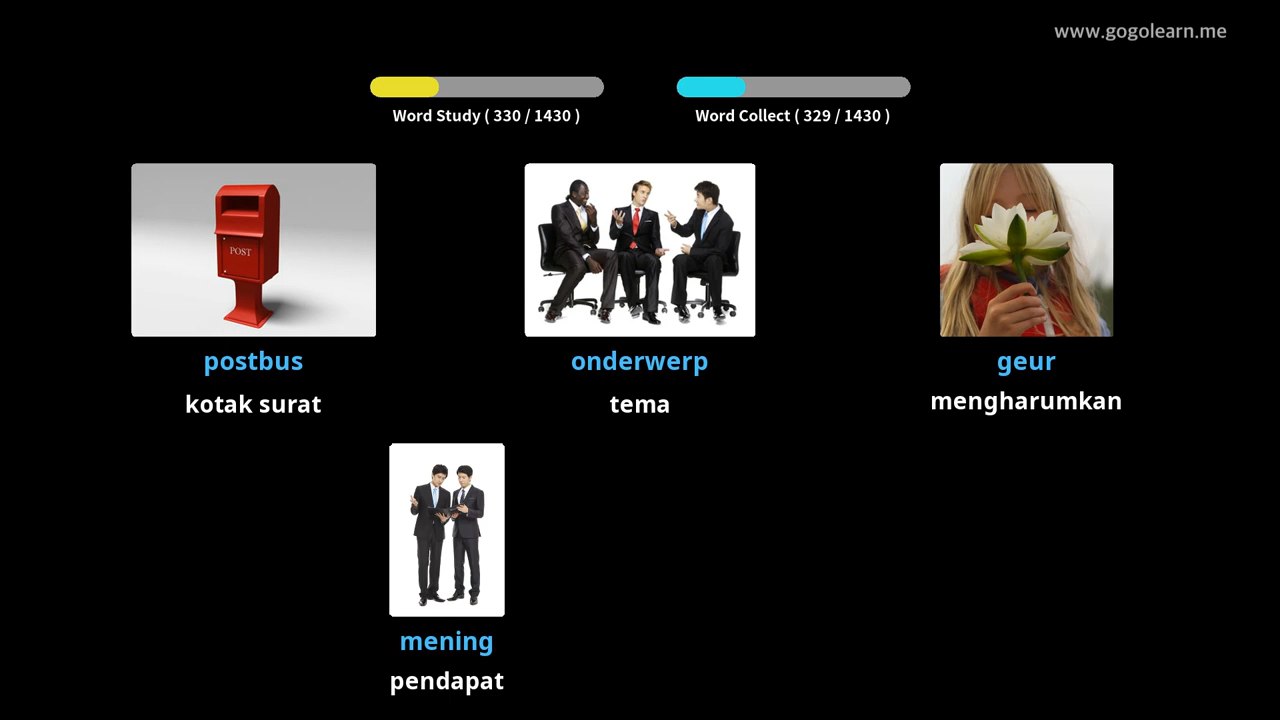 www.gogolearn.me
Word Study ( 330 / 1430 )
Word Collect ( 329 / 1430 )
POST
postbus
onderwerp
geur
kotak surat
tema
mengharumkan
mening
pendapat